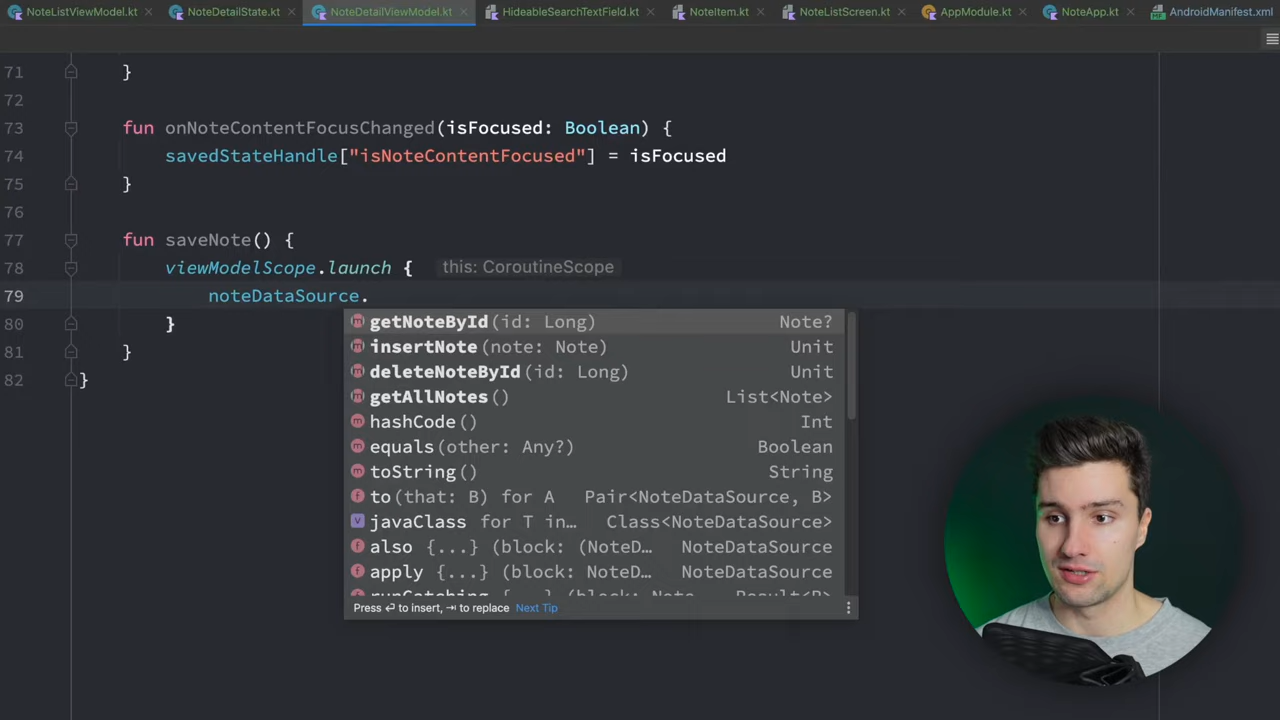 NoteListViewModel.kt
NoteDetailState.kt
NoteDetailViewModel.kt
HideableSearchTextField.kt
NoteItem.kt
NoteListScreen.kt
AppModule.kt
NoteApp.kt
AndroidManifest.xml
71 }
72
73 fun onNoteContentFocusChanged(isFocused: Boolean) {
74 savedStateHandle["isNoteContentFocused"] = isFocused
75 }
76
77 fun saveNote() {
78 viewModelScope.launch { this: CoroutineScope
79 noteDataSource.
getNoteById(id: Long) Note?
insertNote(note: Note) Unit
deleteNoteById(id: Long) Unit
getAllNotes() List<Note>
hashCode() Int
equals(other: Any?) Boolean
toString() String
to(that: B) for A Pair<NoteDataSource, B>
javaClass for T in... Class<NoteDataSource>
also {...} (block: (NoteD... NoteDataSource
apply {...} (block: NoteD... NoteDataSource
Press ↵ to insert, ⇥ to replace Next Tip
80 }
81 }
82 }